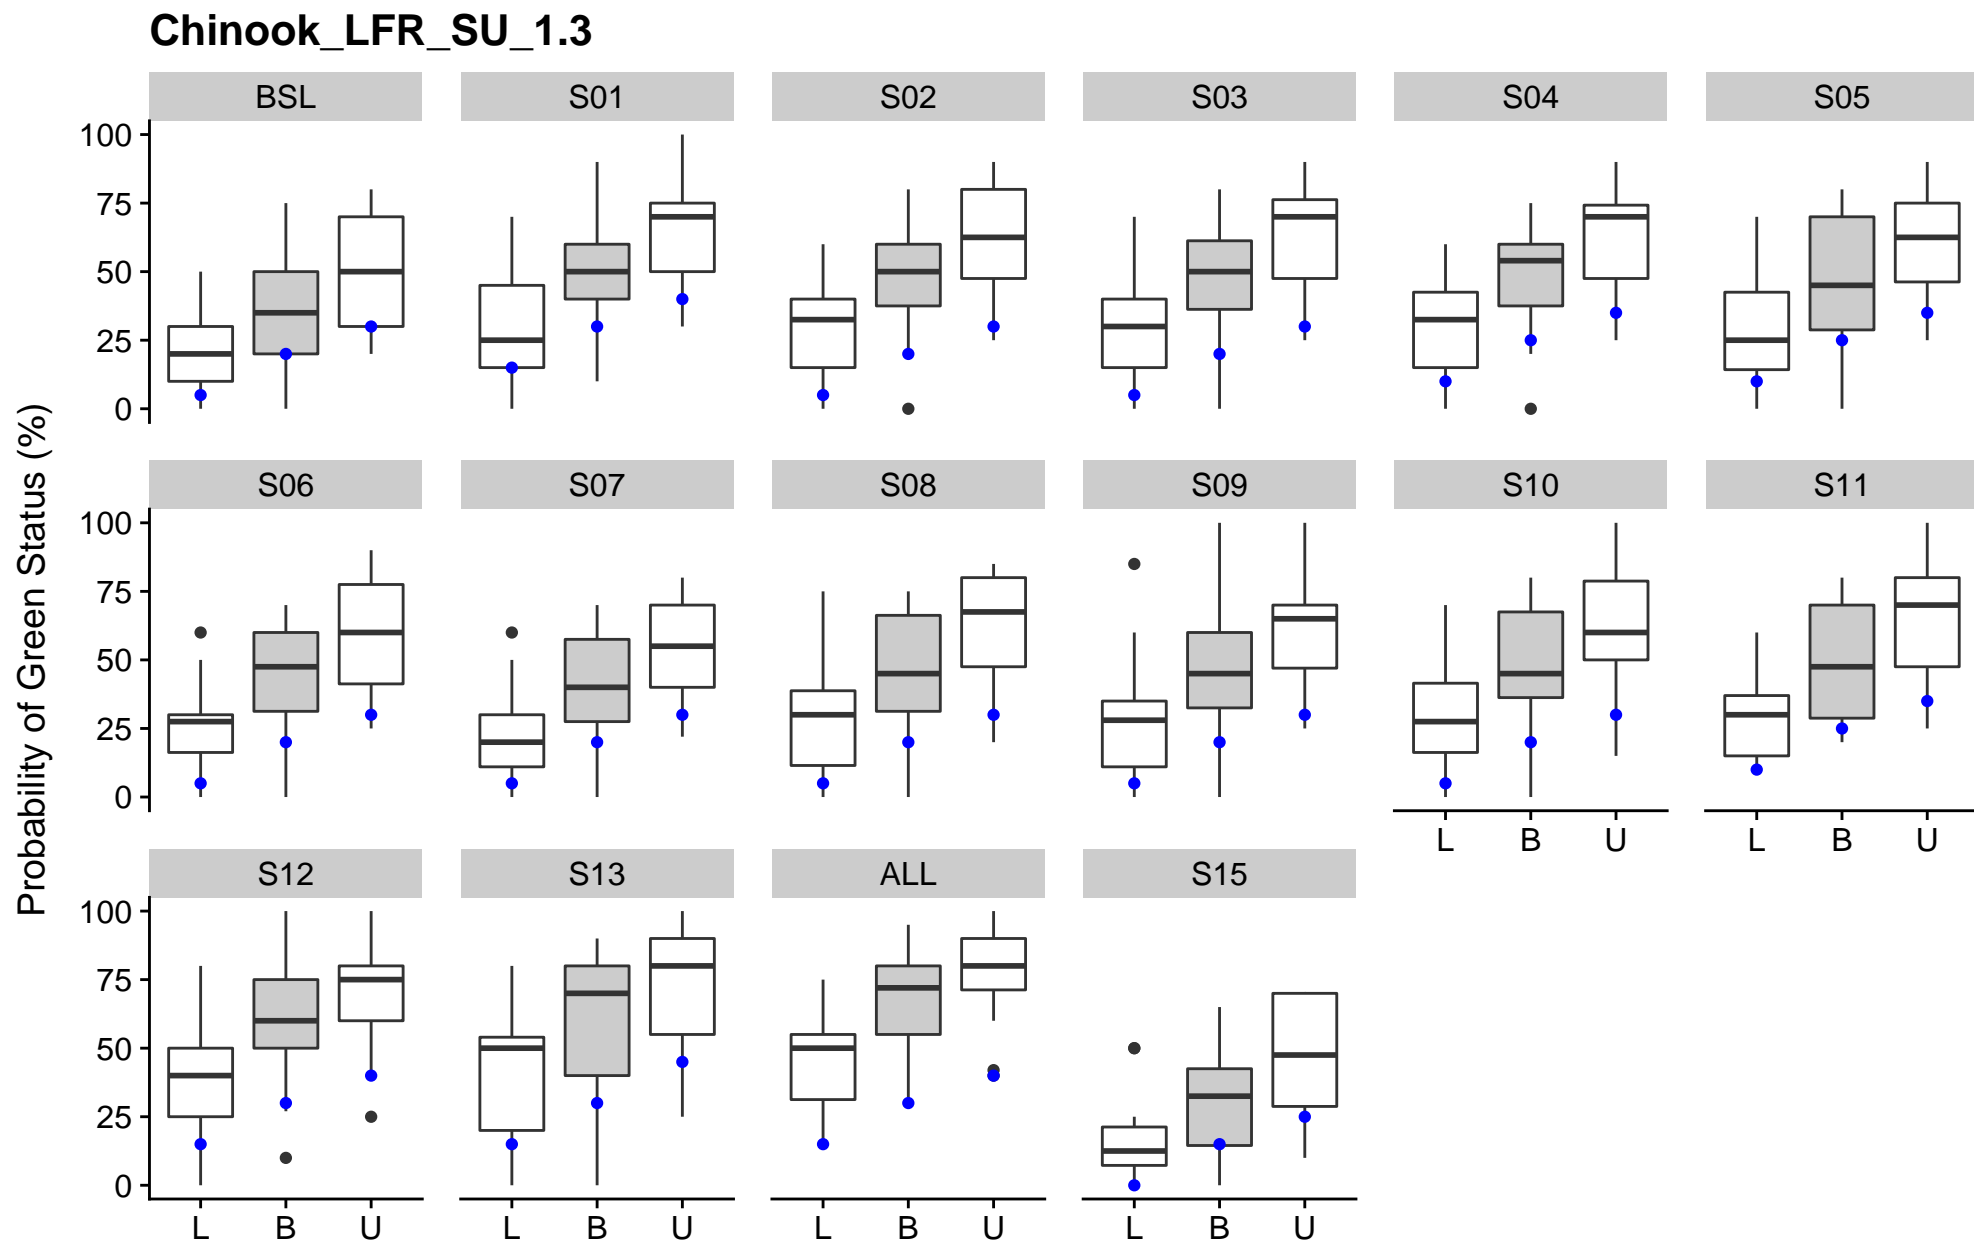 Chinook_LFR_SU_1.3
BSL S01 S02 S03 S04 S05
100
75
50
25
0
Probability of Green Status (%)
S06 S07 S08 S09 S10 S11
100
75
50
25
0
L B U L B U
S12 S13 ALL S15
100
75
50
25
0
L B U L B U L B U L B U